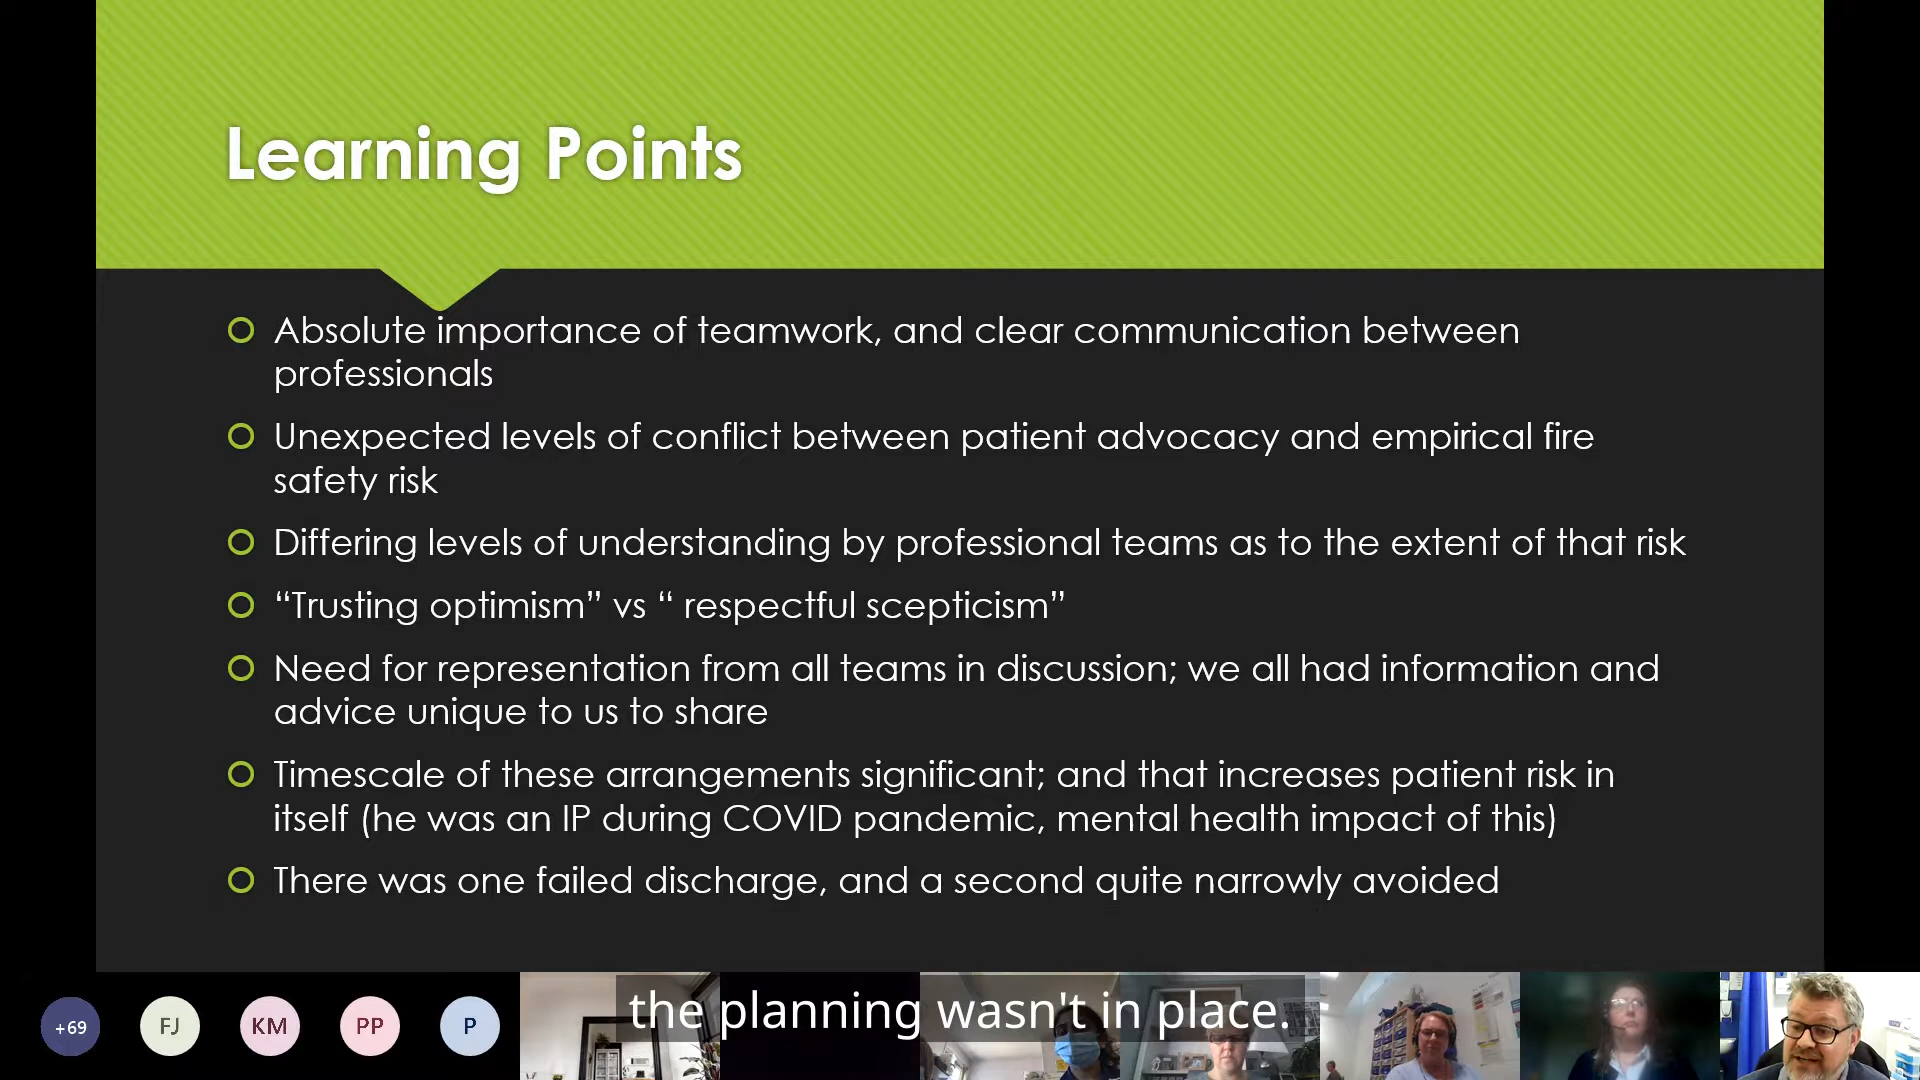 Learning Points
Absolute importance of teamwork, and clear communication between
professionals
Unexpected levels of conflict between patient advocacy and empirical fire
safety risk
Differing levels of understanding by professional teams as to the extent of that risk
“Trusting optimism” vs “ respectful scepticism”
Need for representation from all teams in discussion; we all had information and
advice unique to us to share
Timescale of these arrangements significant; and that increases patient risk in
itself (he was an IP during COVID pandemic, mental health impact of this)
There was one failed discharge, and a second quite narrowly avoided
the planning wasn't in place.
+69
FJ
KM
PP
P